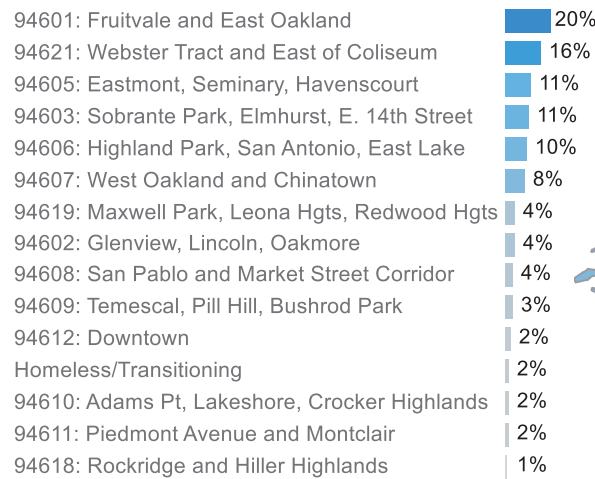 94601: Fruitvale and East Oakland 20%
94621: Webster Tract and East of Coliseum 16%
94605: Eastmont, Seminary, Havenscourt 11%
94603: Sobrante Park, Elmhurst, E. 14th Street 11%
94606: Highland Park, San Antonio, East Lake 10%
94607: West Oakland and Chinatown 8%
94619: Maxwell Park, Leona Hgts, Redwood Hgts 4%
94602: Glenview, Lincoln, Oakmore 4%
94608: San Pablo and Market Street Corridor 4%
94609: Temescal, Pill Hill, Bushrod Park 3%
94612: Downtown 2%
Homeless/Transitioning 2%
94610: Adams Pt, Lakeshore, Crocker Highlands 2%
94611: Piedmont Avenue and Montclair 2%
94618: Rockridge and Hiller Highlands 1%